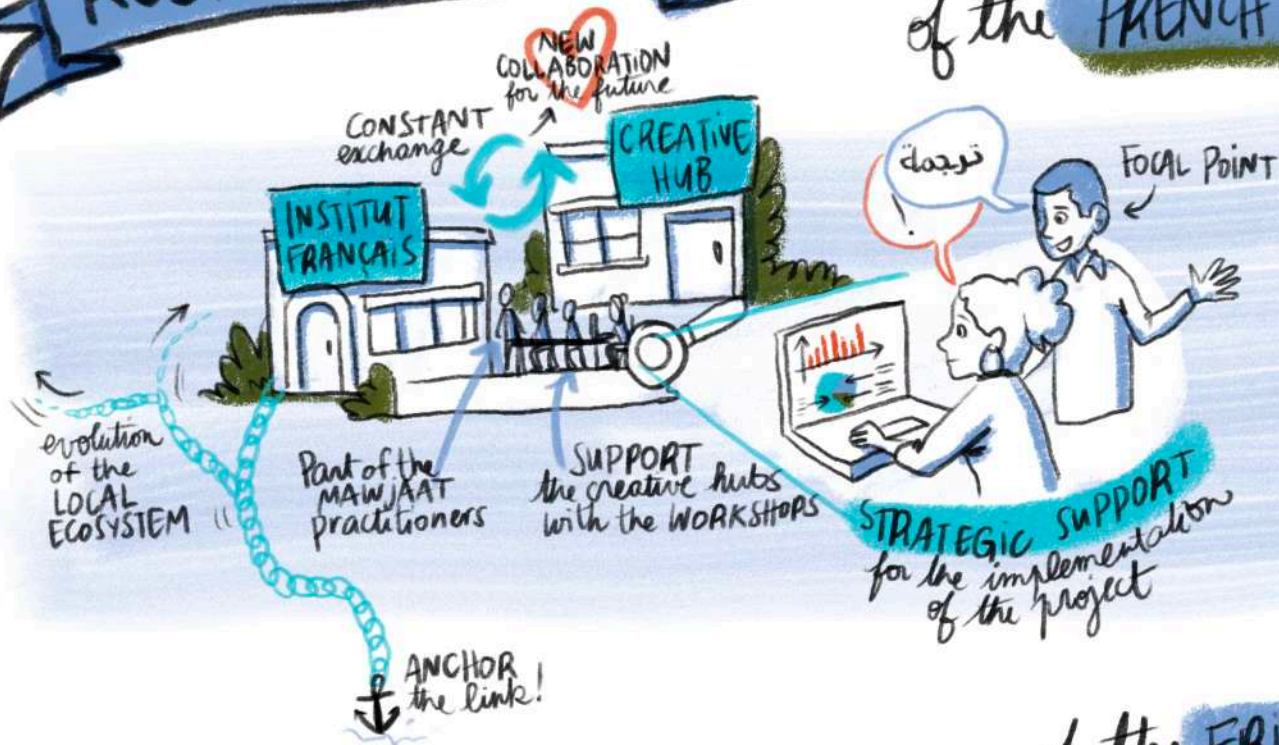 of the FRENCH
NEW
COLLABORATION
for the future
CONSTANT
exchange
CREATIVE
HUB
INSTITUT
FRANÇAIS
ترجمة
!
FOCAL POINT
evolution
of the
LOCAL
ECOSYSTEM
Part of the
MAWJAAT
practitioners
SUPPORT
the creative hubs
with the WORKSHOPS
STRATEGIC SUPPORT
for the implementation
of the project
ANCHOR
the link!